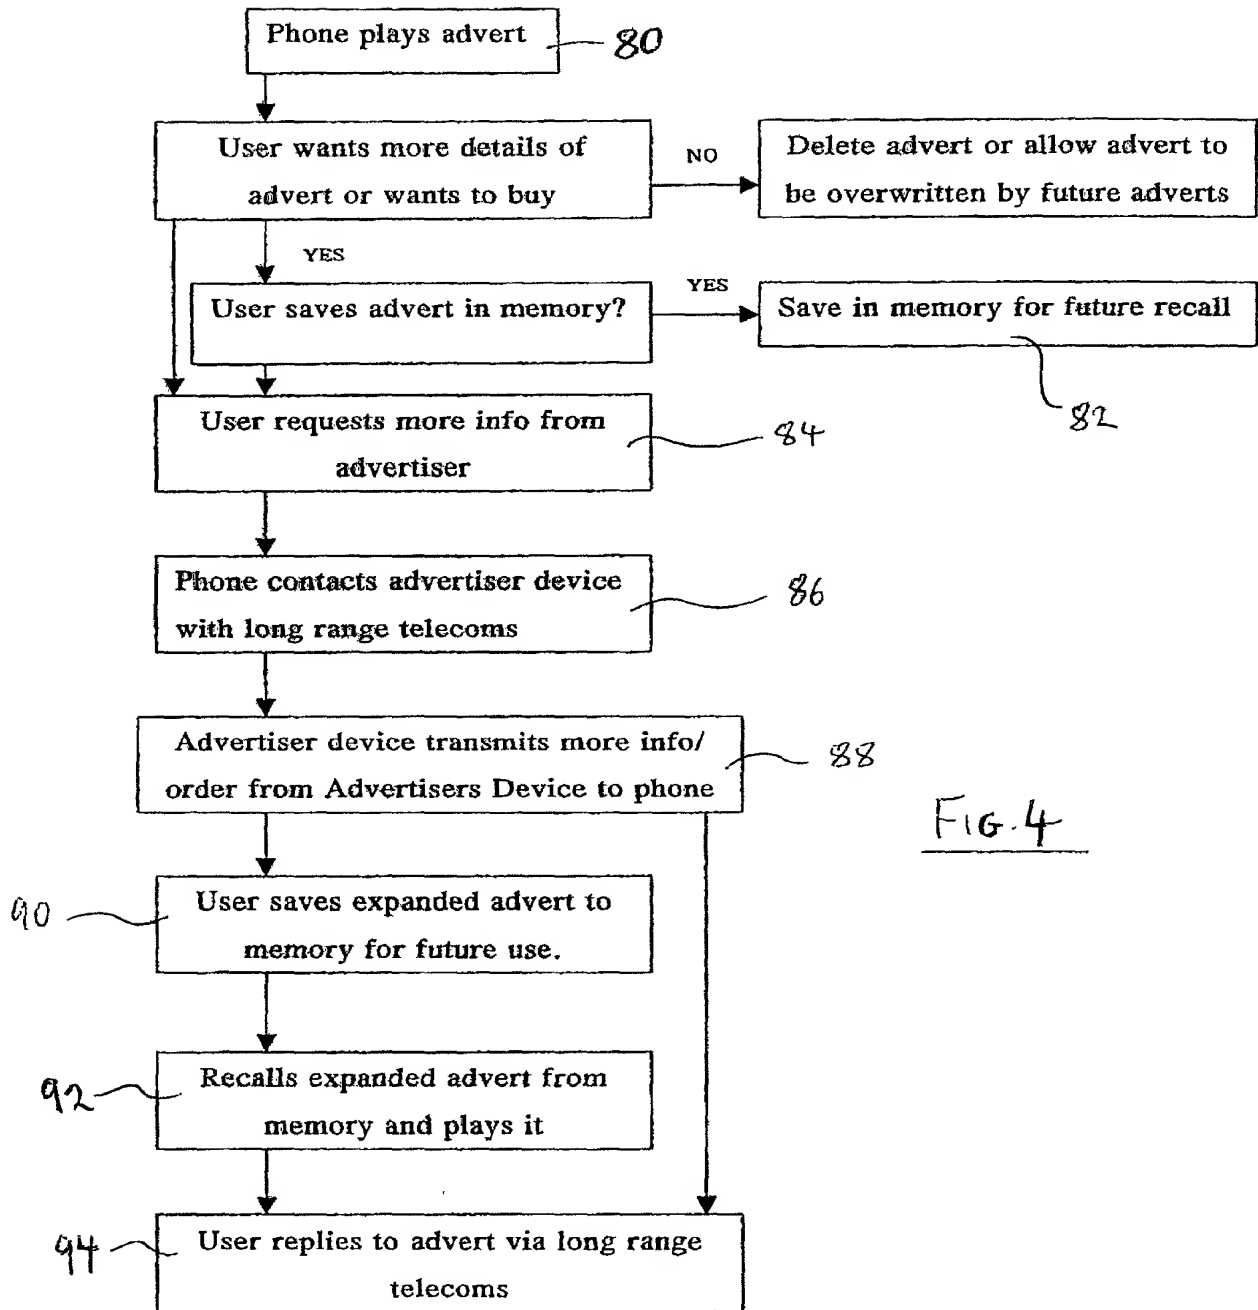 Phone plays advert
80
User wants more details of
advert or wants to buy
NO
Delete advert or allow advert to
be overwritten by future adverts
YES
User saves advert in memory?
YES
Save in memory for future recall
82
User requests more info from
advertiser
84
Phone contacts advertiser device
with long range telecoms
86
Advertiser device transmits more info/
order from Advertisers Device to phone
88
FIG. 4
90
User saves expanded advert to
memory for future use.
92
Recalls expanded advert from
memory and plays it
94
User replies to advert via long range
telecoms